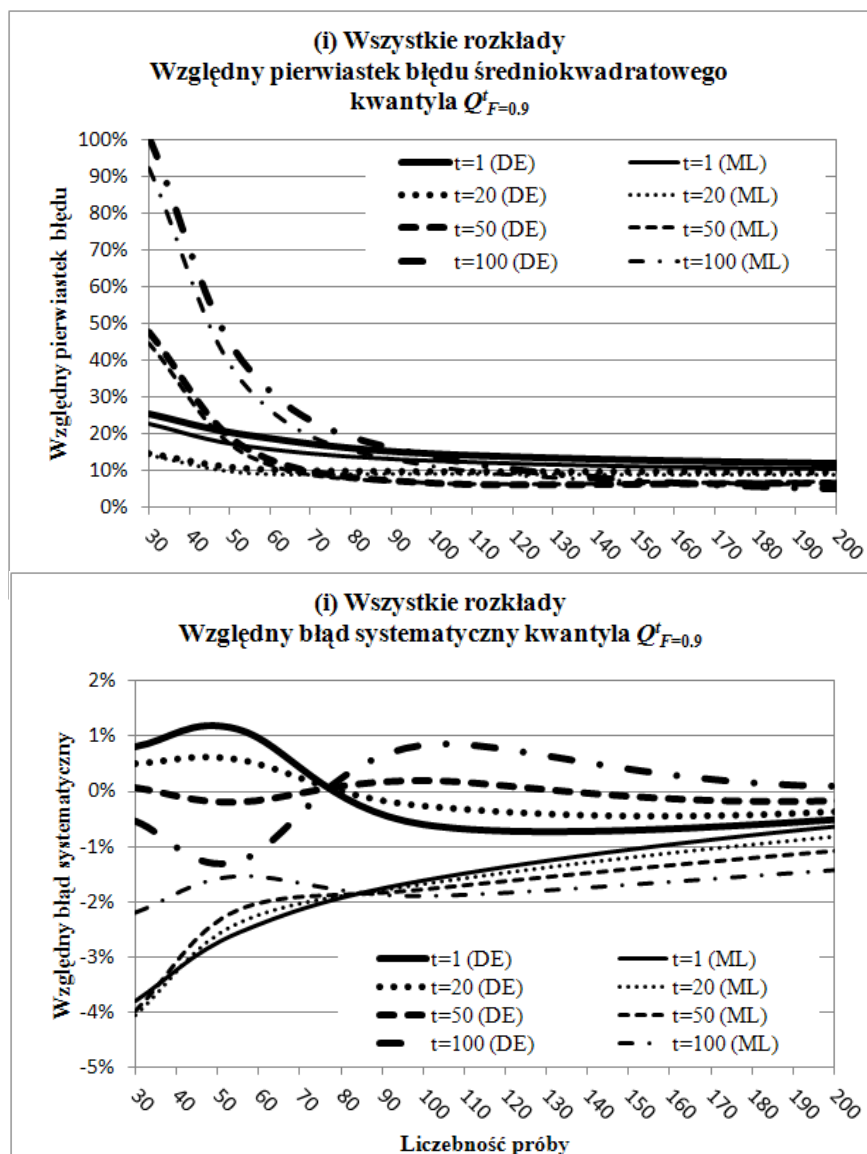 (i) Wszystkie rozkłady
Względny pierwiastek błędu średniokwadratowego
kwantyla Q^t_F=0.9
Względny pierwiastek błędu
100%
90%
80%
70%
60%
50%
40%
30%
20%
10%
0%
t=1 (DE)
t=1 (ML)
t=20 (DE)
t=20 (ML)
t=50 (DE)
t=50 (ML)
t=100 (DE)
t=100 (ML)
30 40 50 60 70 80 90 100 110 120 130 140 150 160 170 180 190 200
(i) Wszystkie rozkłady
Względny błąd systematyczny kwantyla Q^t_F=0.9
Względny błąd systematyczny
2%
1%
0%
-1%
-2%
-3%
-4%
-5%
t=1 (DE)
t=1 (ML)
t=20 (DE)
t=20 (ML)
t=50 (DE)
t=50 (ML)
t=100 (DE)
t=100 (ML)
30 40 50 60 70 80 90 100 110 120 130 140 150 160 170 180 190 200
Liczebność próby